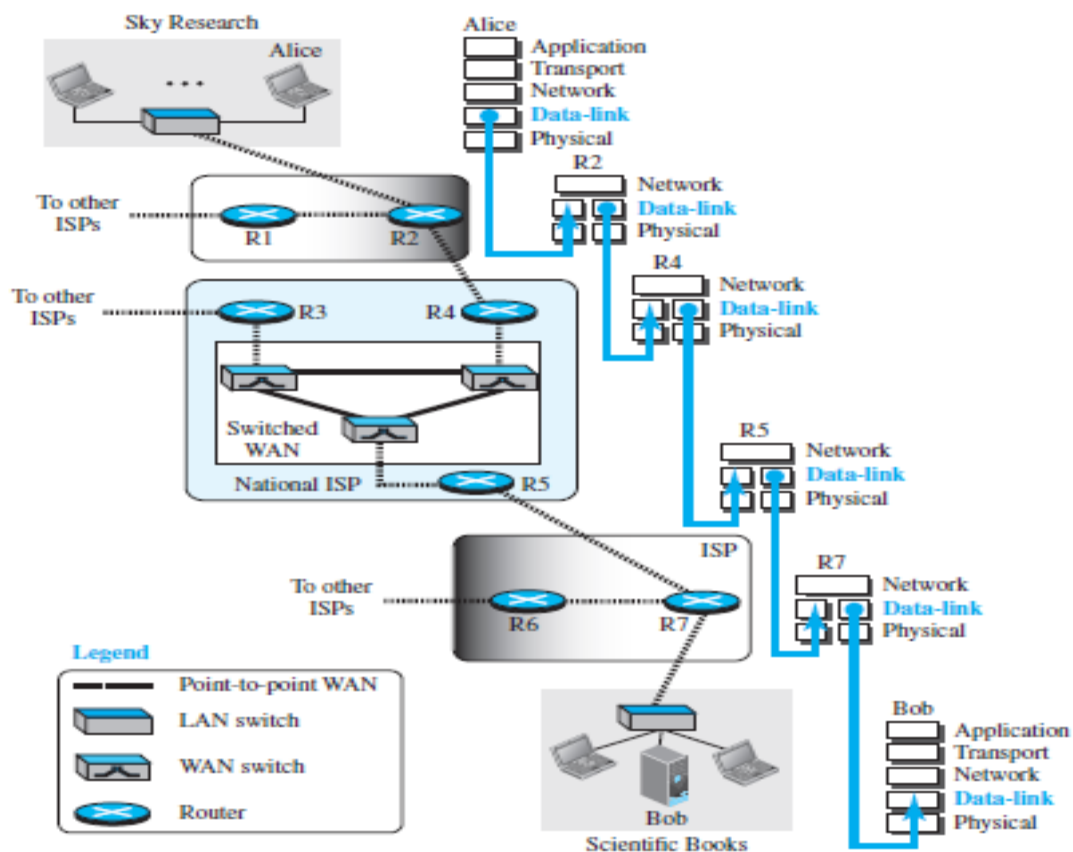 Sky Research
Alice
Alice
Application
Transport
Network
Data-link
Physical
R2
Network
Data-link
Physical
To other
ISPs
R1
R2
R4
Network
Data-link
Physical
To other
ISPs
R3
R4
Switched
WAN
National ISP
R5
R5
Network
Data-link
Physical
ISP
To other
ISPs
R6
R7
R7
Network
Data-link
Physical
Legend
Point-to-point WAN
LAN switch
WAN switch
Router
Bob
Scientific Books
Bob
Application
Transport
Network
Data-link
Physical